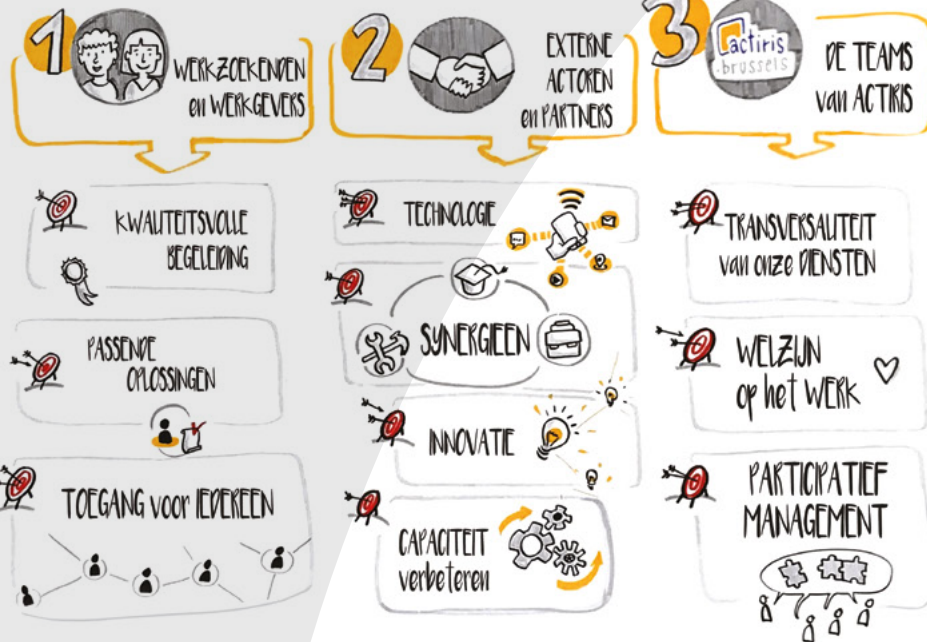 1
WERKZOEKENDEN
en WERKGEVERS
KWALITEITSVOLLE
BEGELEIDING
PASSENDE
OPLOSSINGEN
TOEGANG voor IEDEREEN
2
EXTERNE
ACTOREN
en PARTNERS
TECHNOLOGIE
SYNERGIEEN
INNOVATIE
CAPACITEIT
verbeteren
3
actiris
.brussels
DE TEAMS
van ACTIRIS
TRANSVERSALITEIT
van onze DIENSTEN
WELZIJN
op het WERK
PARTICIPATIEF
MANAGEMENT